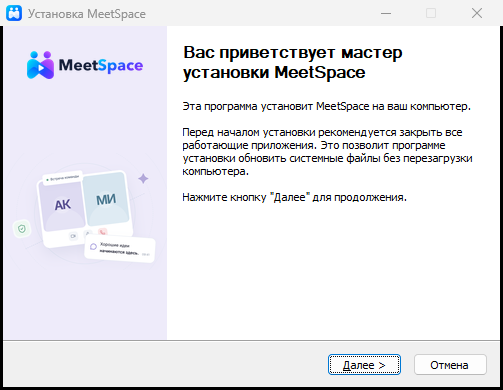 Установка MeetSpace
MeetSpace
Вас приветствует мастер
установки MeetSpace
Эта программа установит MeetSpace на ваш компьютер.
Перед началом установки рекомендуется закрыть все
работающие приложения. Это позволит программе
установки обновить системные файлы без перезагрузки
компьютера.
Нажмите кнопку "Далее" для продолжения.
Встреча команды
АК
МИ
Хорошие идеи
начинаются здесь.
Далее >
Отмена